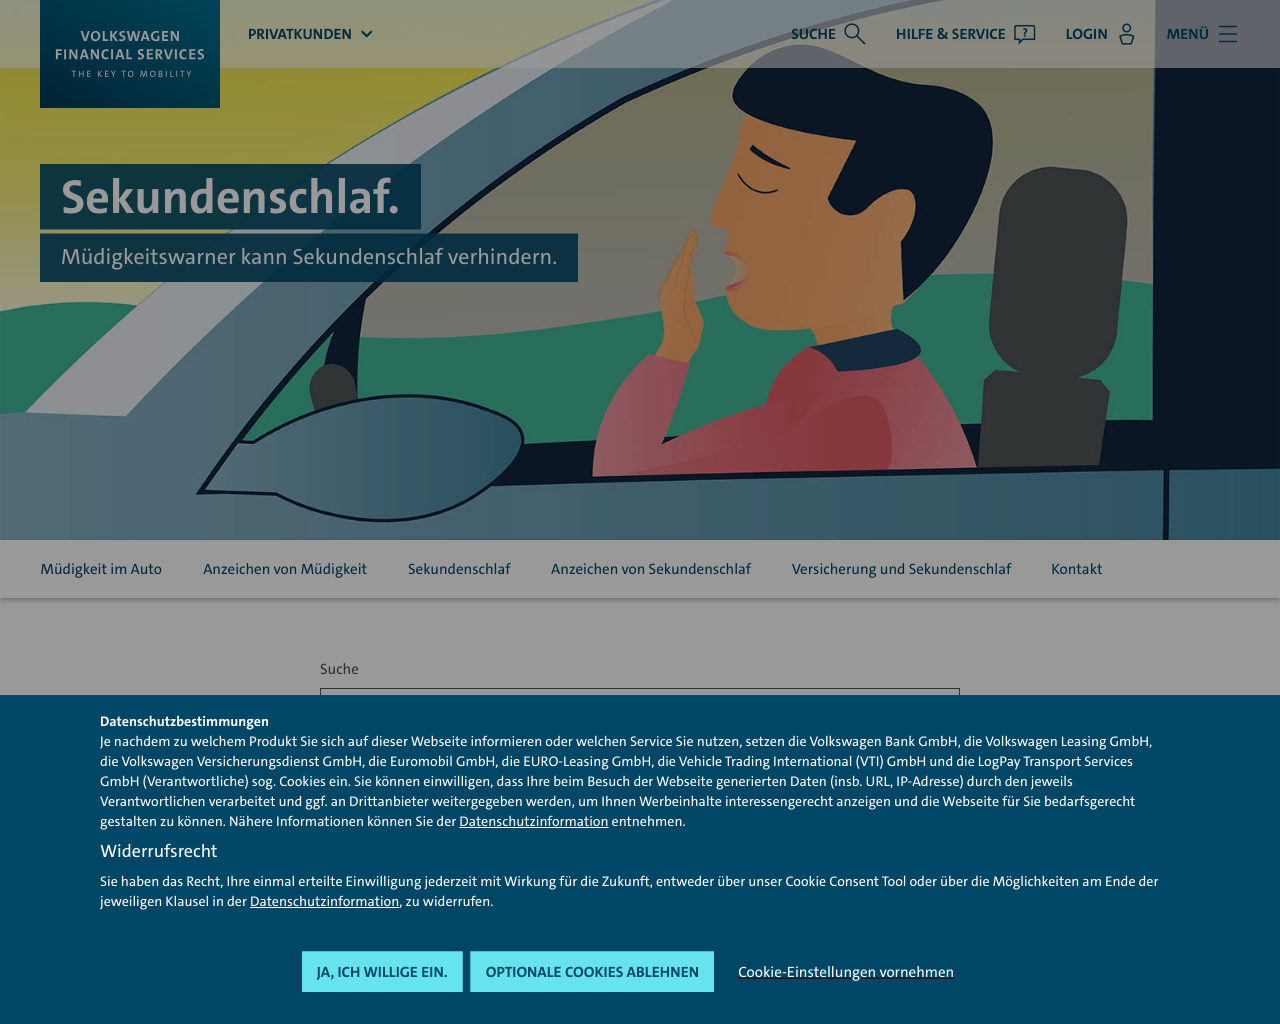 VOLKSWAGEN
FINANCIAL SERVICES
THE KEY TO MOBILITY
PRIVATKUNDEN
SUCHE
HILFE & SERVICE
?
LOGIN
MENÜ
Sekundenschlaf.
Müdigkeitswarner kann Sekundenschlaf verhindern.
Müdigkeit im Auto
Anzeichen von Müdigkeit
Sekundenschlaf
Anzeichen von Sekundenschlaf
Versicherung und Sekundenschlaf
Kontakt
Suche
Datenschutzbestimmungen
Je nachdem zu welchem Produkt Sie sich auf dieser Webseite informieren oder welchen Service Sie nutzen, setzen die Volkswagen Bank GmbH, die Volkswagen Leasing GmbH,
die Volkswagen Versicherungsdienst GmbH, die Euromobil GmbH, die EURO-Leasing GmbH, die Vehicle Trading International (VTI) GmbH und die LogPay Transport Services
GmbH (Verantwortliche) sog. Cookies ein. Sie können einwilligen, dass Ihre beim Besuch der Webseite generierten Daten (insb. URL, IP-Adresse) durch den jeweils
Verantwortlichen verarbeitet und ggf. an Drittanbieter weitergegeben werden, um Ihnen Werbeinhalte interessengerecht anzeigen und die Webseite für Sie bedarfsgerecht
gestalten zu können. Nähere Informationen können Sie der Datenschutzinformation entnehmen.
Widerrufsrecht
Sie haben das Recht, Ihre einmal erteilte Einwilligung jederzeit mit Wirkung für die Zukunft, entweder über unser Cookie Consent Tool oder über die Möglichkeiten am Ende der
jeweiligen Klausel in der Datenschutzinformation, zu widerrufen.
JA, ICH WILLIGE EIN.
OPTIONALE COOKIES ABLEHNEN
Cookie-Einstellungen vornehmen